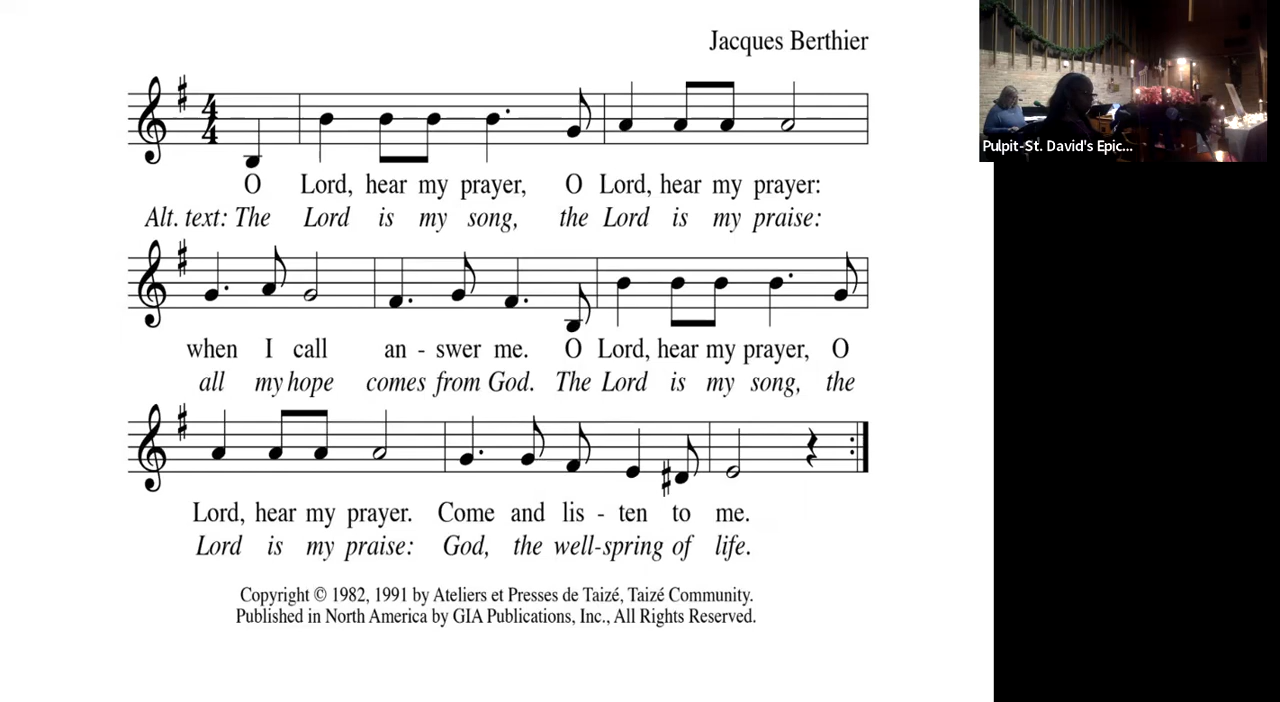 Jacques Berthier
4
4
O Lord, hear my prayer, O Lord, hear my prayer:
Alt. text: The Lord is my song, the Lord is my praise:
when I call an - swer me. O Lord, hear my prayer, O
all my hope comes from God. The Lord is my song, the
Lord, hear my prayer. Come and lis - ten to me.
Lord is my praise: God, the well-spring of life.
Copyright © 1982, 1991 by Ateliers et Presses de Taizé, Taizé Community.
Published in North America by GIA Publications, Inc., All Rights Reserved.
Pulpit-St. David's Epic...